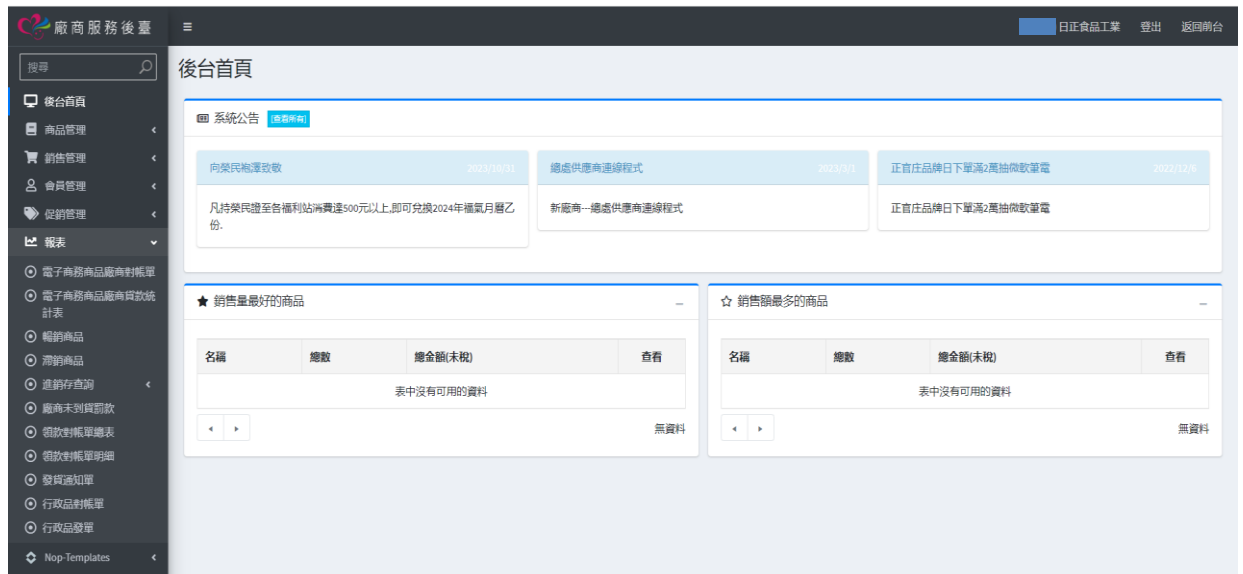 廠商服務後臺
日正食品工業 登出 返回前台
搜尋
後台首頁
商品管理
銷售管理
會員管理
促銷管理
報表
電子商務商品廠商對帳單
電子商務商品廠商貨款統
計表
暢銷商品
滯銷商品
進銷存查詢
廠商未到貨罰款
領款對帳單總表
領款對帳單明細
發貨通知單
行政品對帳單
行政品發單
Nop-Templates
後台首頁
系統公告 [查看所有]
向榮民袍澤致敬 2023/10/31
凡持榮民證至各福利站消費達500元以上,即可兌換2024年福氣月曆乙
份.
總處供應商連線程式 2023/3/1
新廠商---總處供應商連線程式
正官庄品牌日下單滿2萬抽微軟筆電 2022/12/6
正官庄品牌日下單滿2萬抽微軟筆電
銷售量最好的商品
名稱 總數 總金額(未稅) 查看
表中沒有可用的資料
無資料
銷售額最多的商品
名稱 總數 總金額(未稅) 查看
表中沒有可用的資料
無資料